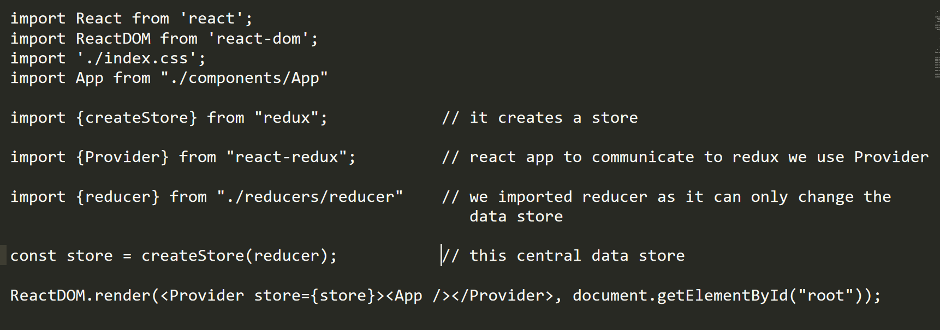 import React from 'react';
import ReactDOM from 'react-dom';
import './index.css';
import App from "./components/App"
import {createStore} from "redux"; // it creates a store
import {Provider} from "react-redux"; // react app to communicate to redux we use Provider
import {reducer} from "./reducers/reducer" // we imported reducer as it can only change the
data store
const store = createStore(reducer); // this central data store
ReactDOM.render(<Provider store={store}><App /></Provider>, document.getElementById("root"));